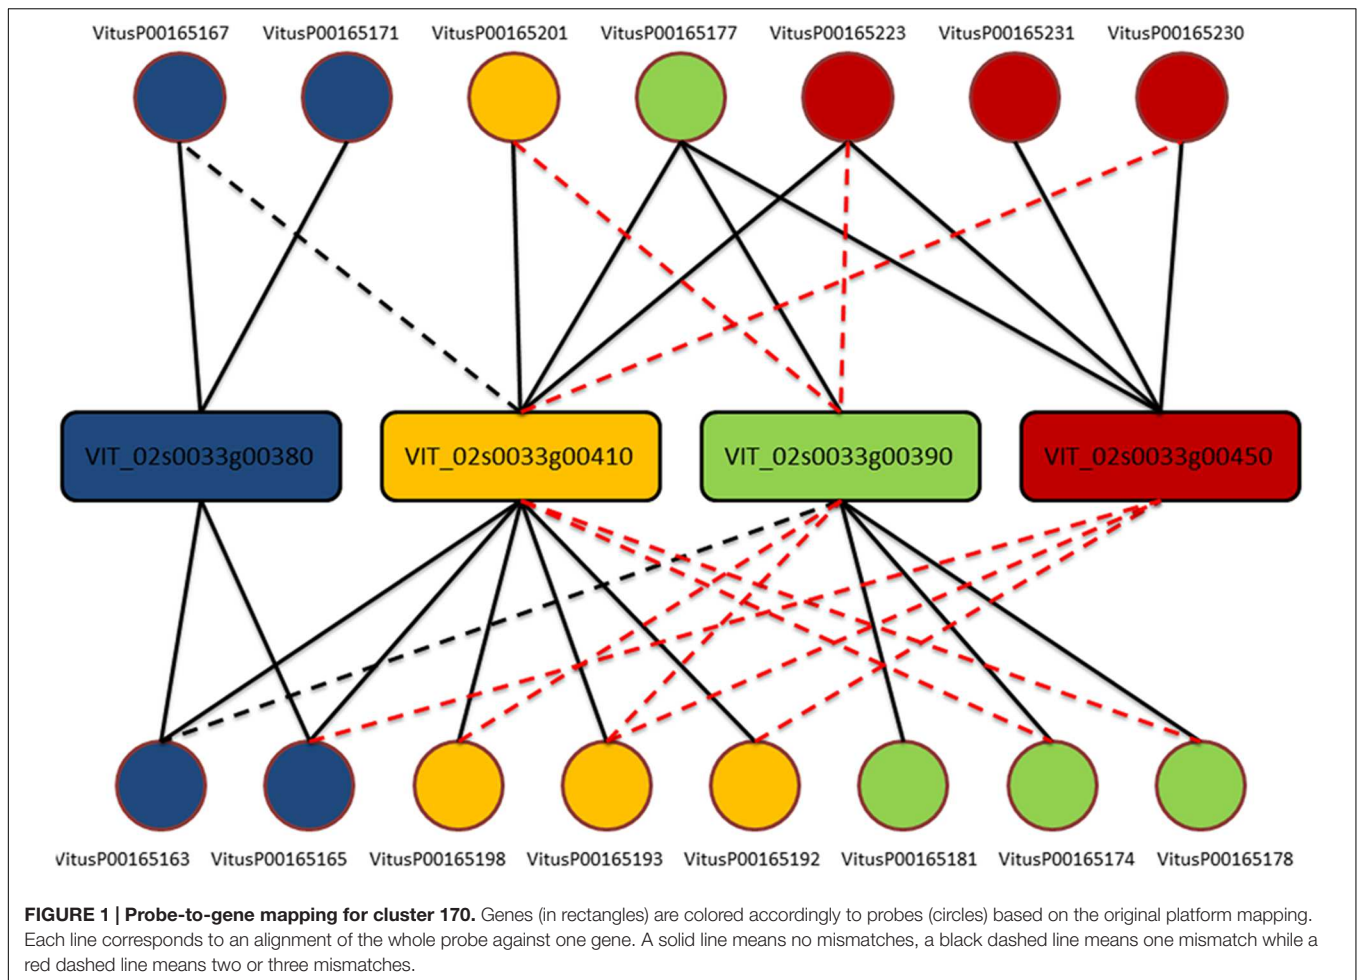 VitusP00165167 VitusP00165171 VitusP00165201 VitusP00165177 VitusP00165223 VitusP00165231 VitusP00165230
VIT_02s0033g00380 VIT_02s0033g00410 VIT_02s0033g00390 VIT_02s0033g00450
VitusP00165163 VitusP00165165 VitusP00165198 VitusP00165193 VitusP00165192 VitusP00165181 VitusP00165174 VitusP00165178
FIGURE 1 | Probe-to-gene mapping for cluster 170. Genes (in rectangles) are colored accordingly to probes (circles) based on the original platform mapping.
Each line corresponds to an alignment of the whole probe against one gene. A solid line means no mismatches, a black dashed line means one mismatch while a
red dashed line means two or three mismatches.